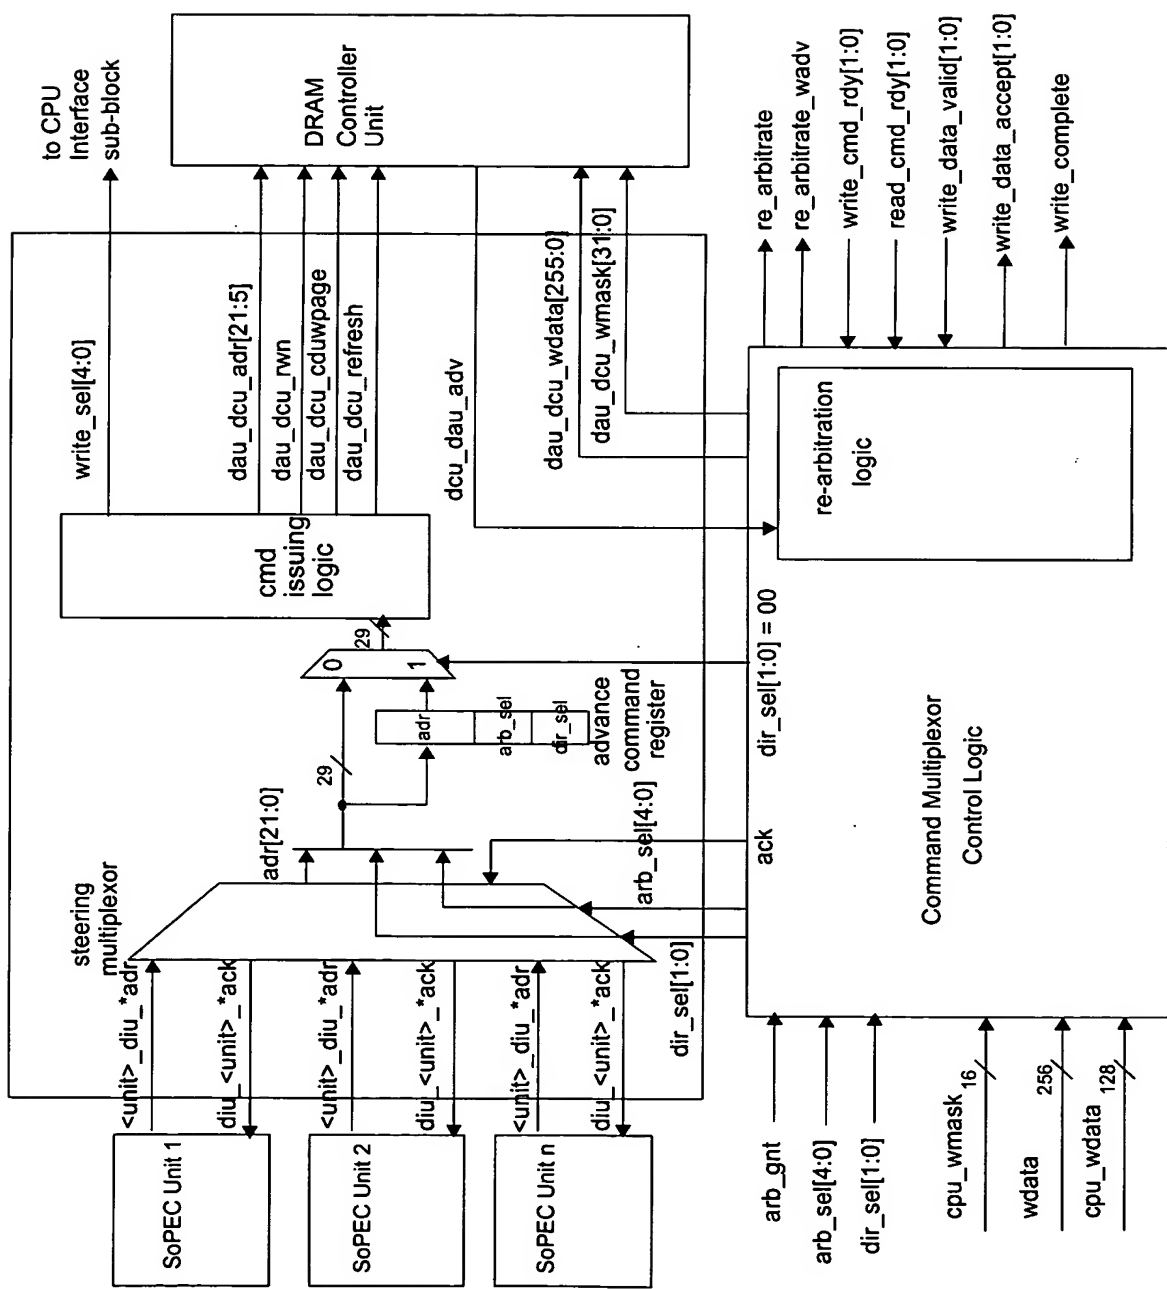 to CPU
Interface
sub-block
DRAM
Controller
Unit
write_sel[4:0]
dau_dcu_adr[21:5]
dau_dcu_rwn
dau_dcu_cduwpage
dau_dcu_refresh
dcu_dau_adv
dau_dcu_wdata[255:0]
dau_dcu_wmask[31:0]
re_arbitrate
re_arbitrate_wadv
write_cmd_rdy[1:0]
read_cmd_rdy[1:0]
write_data_valid[1:0]
write_data_accept[1:0]
write_complete
cmd
issuing
logic
re-arbitration
logic
29
0
1
adr
arb_sel
dir_sel
advance
command
register
29
dir_sel[1:0] = 00
adr[21:0]
arb_sel[4:0]
ack
Command Multiplexor
Control Logic
steering
multiplexor
<unit>_diu_*adr
diu_<unit>_*ack
<unit>_diu_*adr
diu_<unit>_*ack
<unit>_diu_*adr
diu_<unit>_*ack
dir_sel[1:0]
SoPEC Unit 1
SoPEC Unit 2
SoPEC Unit n
arb_gnt
arb_sel[4:0]
dir_sel[1:0]
cpu_wmask
16
wdata
256
cpu_wdata
128